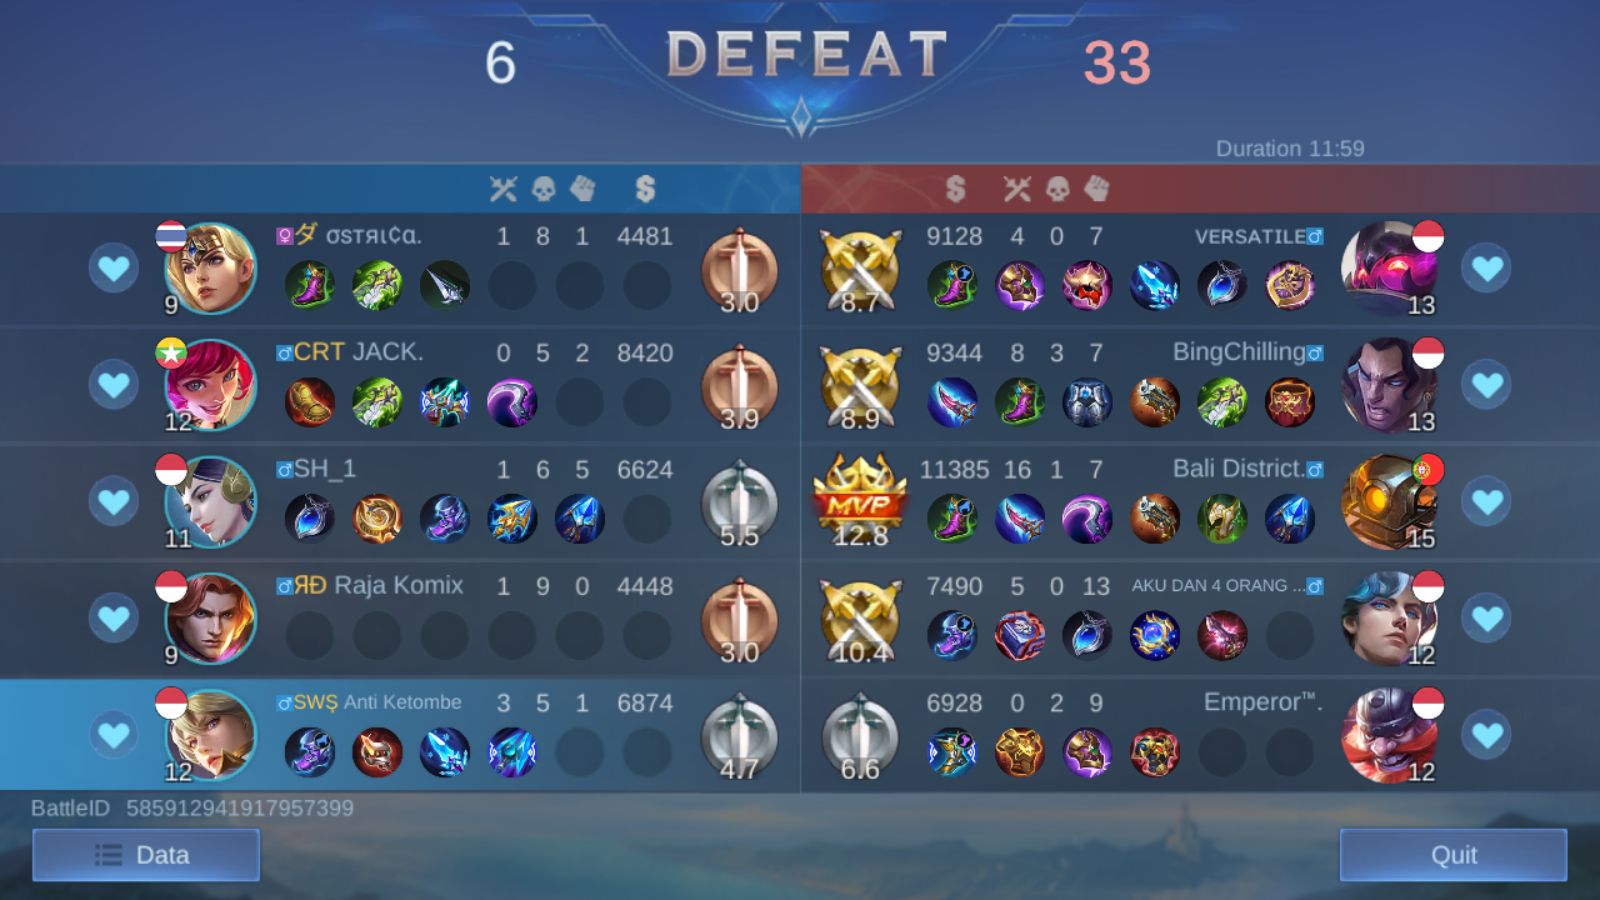 6 DEFEAT 33
Duration 11:59
9 ダ σsтяι¢α. 1 8 1 4481 3.0
8.7 9128 4 0 7 VERSATILE 13
12 CRT JACK. 0 5 2 8420 3.9
8.9 9344 8 3 7 BingChilling 13
11 SH_1 1 6 5 6624 5.5
MVP 12.8 11385 16 1 7 Bali District. 15
9 ЯĐ Raja Komix 1 9 0 4448 3.0
10.4 7490 5 0 13 AKU DAN 4 ORANG ... 12
12 SWŞ Anti Ketombe 3 5 1 6874 4.7
6.6 6928 0 2 9 Emperor™. 12
BattleID 585912941917957399
Data Quit